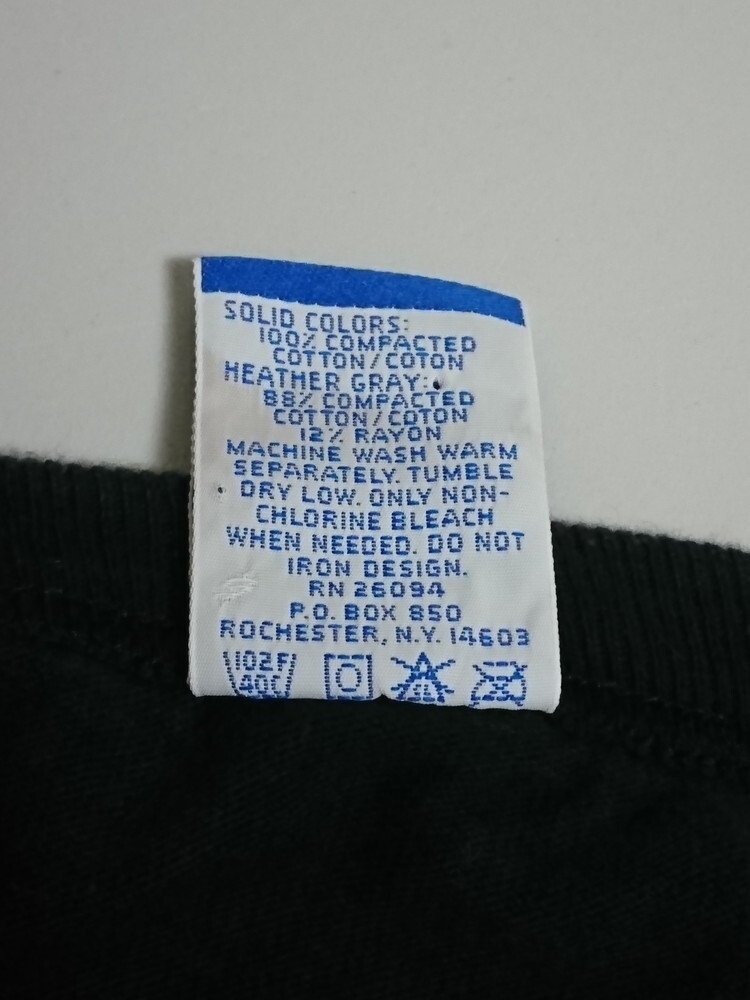 SOLID COLORS:
100% COMPACTED
COTTON/COTON
HEATHER GRAY:
88% COMPACTED
COTTON/COTON
12% RAYON
MACHINE WASH WARM
SEPARATELY. TUMBLE
DRY LOW. ONLY NON-
CHLORINE BLEACH
WHEN NEEDED. DO NOT
IRON DESIGN.
RN 26094
P.O. BOX 850
ROCHESTER, N.Y. 14603
102F/
40C